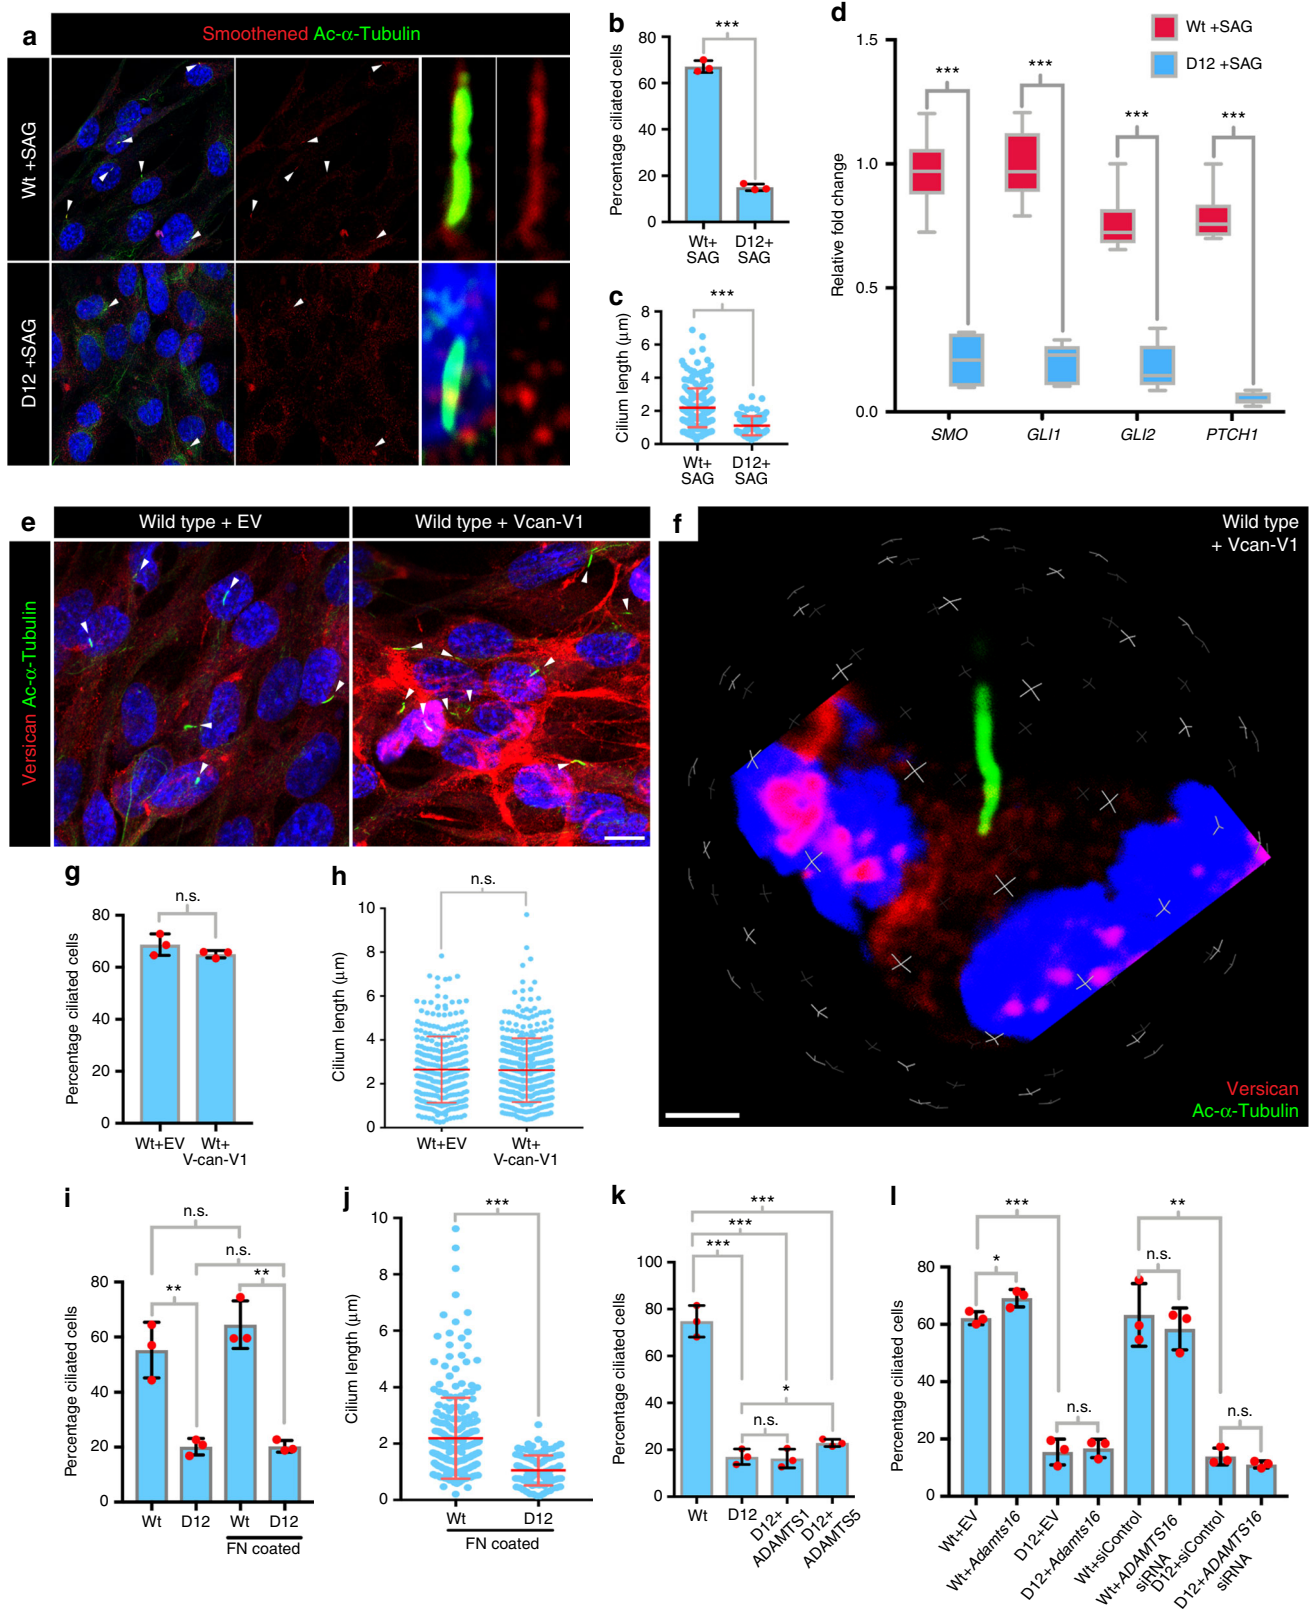 a
Smoothened Ac-α-Tubulin
Wt +SAG
D12 +SAG
b
***
Percentage ciliated cells
80
60
40
20
0
Wt+
SAG
D12+
SAG
c
***
Cilium length (μm)
8
6
4
2
0
Wt+
SAG
D12+
SAG
d
Wt +SAG
D12 +SAG
Relative fold change
1.5
1.0
0.5
0.0
***
***
***
***
SMO
GLI1
GLI2
PTCH1
e
Wild type + EV
Wild type + Vcan-V1
Versican Ac-α-Tubulin
f
Wild type
+ Vcan-V1
Versican
Ac-α-Tubulin
g
n.s.
Percentage ciliated cells
80
60
40
20
0
Wt+EV
Wt+
V-can-V1
h
n.s.
Cilium length (μm)
10
8
6
4
2
0
Wt+EV
Wt+
V-can-V1
i
n.s.
n.s.
**
**
Percentage ciliated cells
80
60
40
20
0
Wt
D12
Wt
D12
FN coated
j
***
Cilium length (μm)
10
8
6
4
2
0
Wt
D12
FN coated
k
***
***
***
*
n.s.
Percentage ciliated cells
100
80
60
40
20
0
Wt
D12
D12+
ADAMTS1
D12+
ADAMTS5
l
***
**
*
n.s.
n.s.
n.s.
Percentage ciliated cells
80
60
40
20
0
Wt+EV
Wt+Adamts16
D12+EV
D12+Adamts16
Wt+siControl
Wt+ADAMTS16
siRNA
D12+siControl
D12+ADAMTS16
siRNA